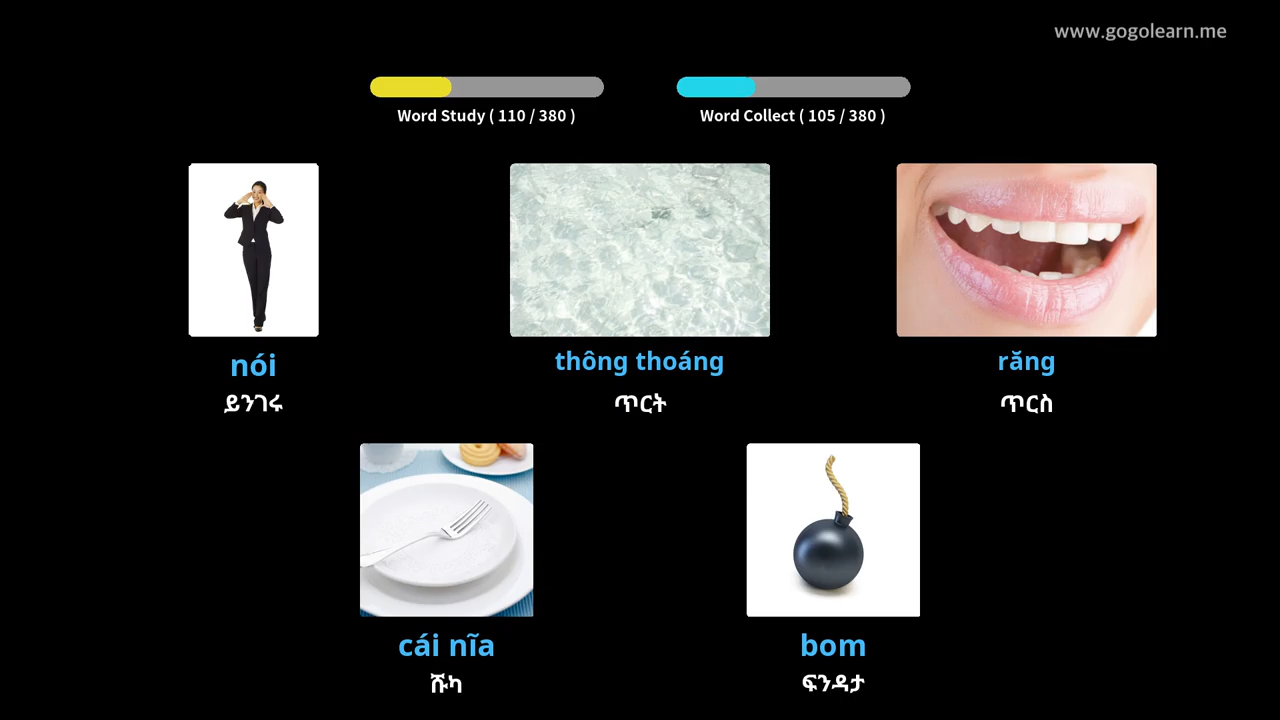 www.gogolearn.me
Word Study ( 110 / 380 )
Word Collect ( 105 / 380 )
nói
ይንገሩ
thông thoáng
ጥርት
răng
ጥርስ
cái nĩa
ሹካ
bom
ፍንዳታ